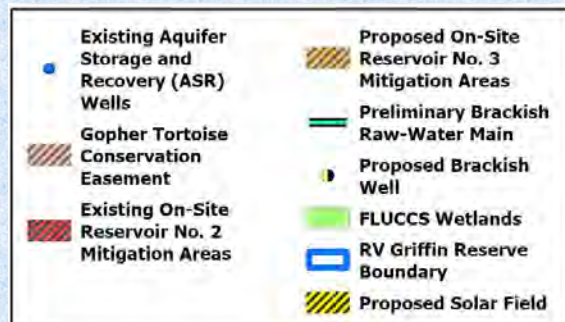 Existing Aquifer
Storage and
Recovery (ASR)
Wells
Gopher Tortoise
Conservation
Easement
Existing On-Site
Reservoir No. 2
Mitigation Areas
Proposed On-Site
Reservoir No. 3
Mitigation Areas
Preliminary Brackish
Raw-Water Main
Proposed Brackish
Well
FLUCCS Wetlands
RV Griffin Reserve
Boundary
Proposed Solar Field